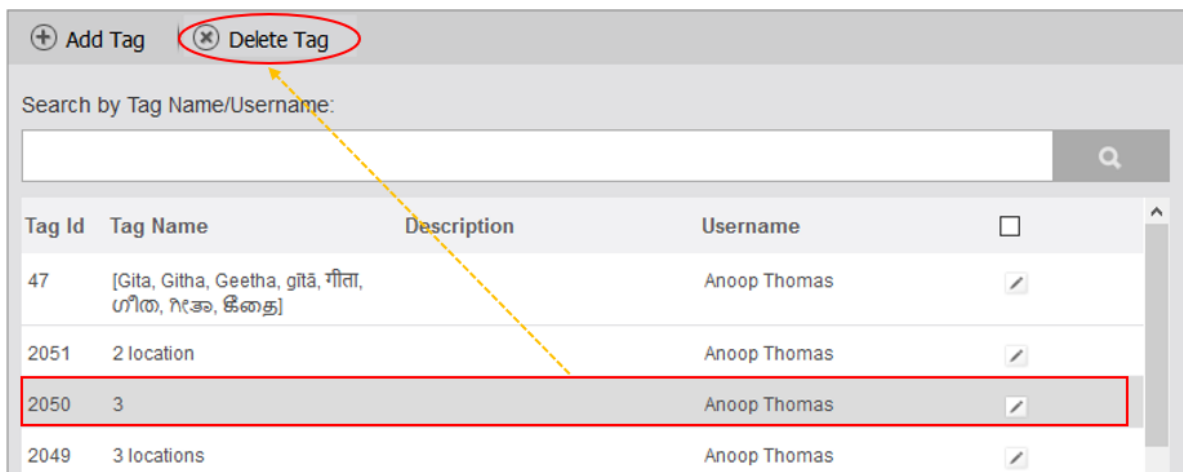 Add Tag Delete Tag
Search by Tag Name/Username:
Tag Id Tag Name Description Username
47 [Gita, Githa, Geetha, gītā, गीता, Anoop Thomas
ഗീത, ಗೀತಾ, கீதை]
2051 2 location Anoop Thomas
2050 3 Anoop Thomas
2049 3 locations Anoop Thomas